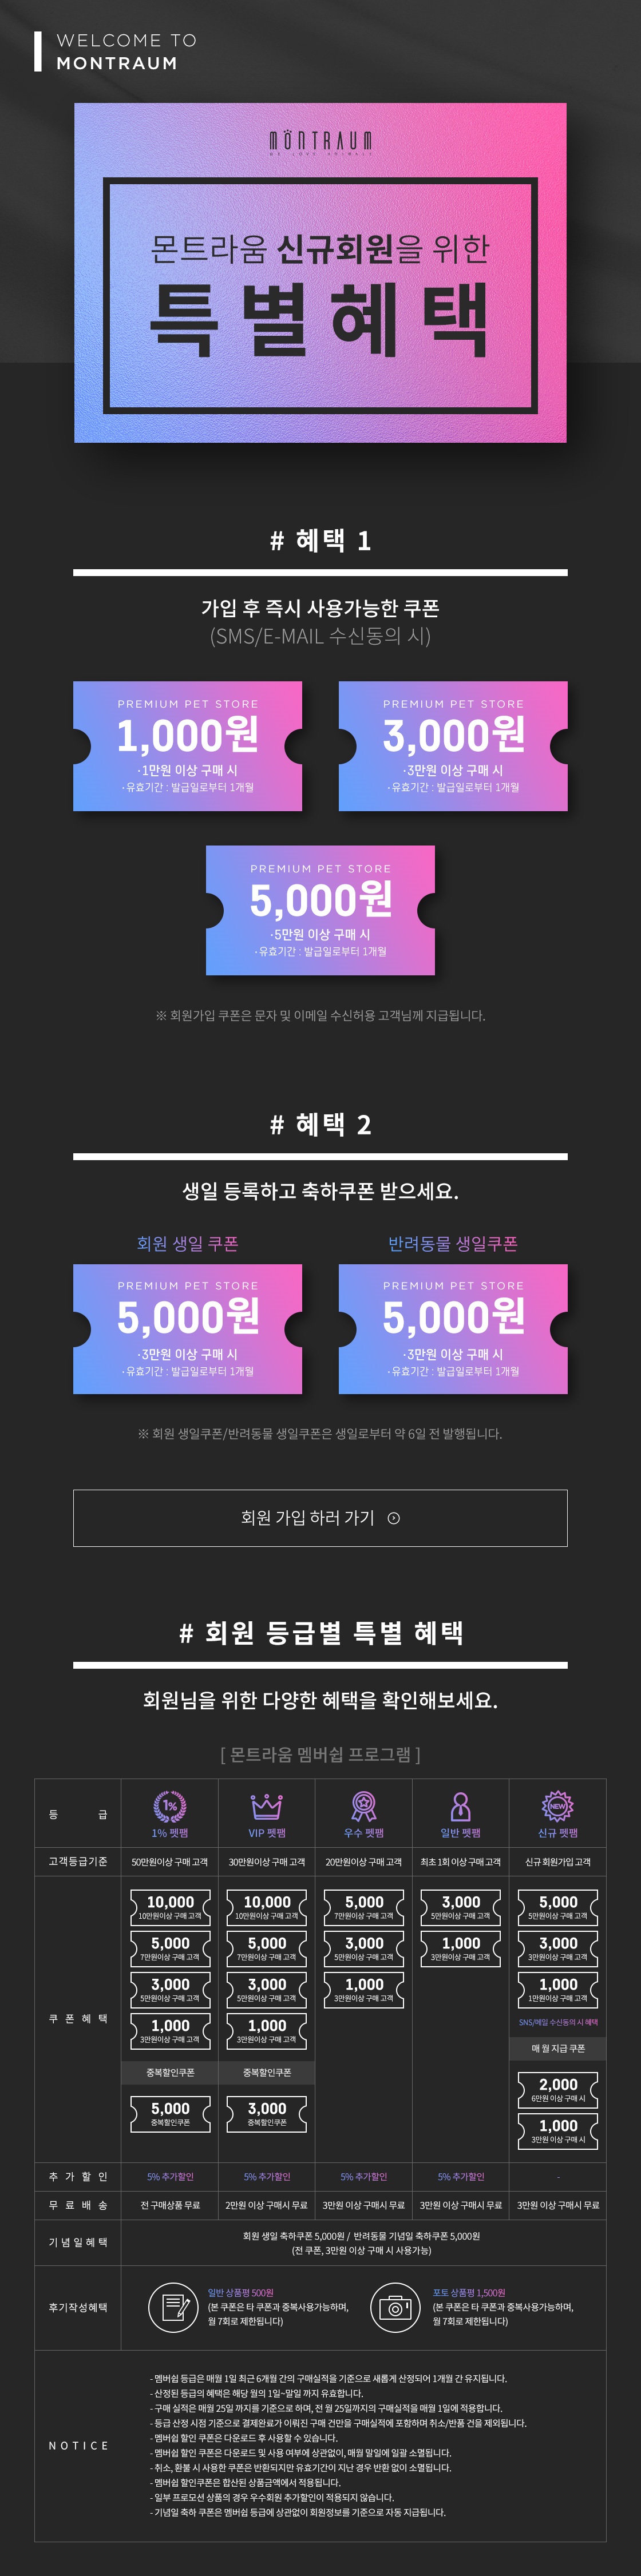 WELCOME TO
MONTRAUM
MÖNTRAUM
WE LOVE ANIMALS
몬트라움 신규회원을 위한
특별혜택
# 혜택 1
가입 후 즉시 사용가능한 쿠폰
(SMS/E-MAIL 수신동의 시)
PREMIUM PET STORE
1,000원
·1만원 이상 구매 시
·유효기간 : 발급일로부터 1개월
PREMIUM PET STORE
3,000원
·3만원 이상 구매 시
·유효기간 : 발급일로부터 1개월
PREMIUM PET STORE
5,000원
·5만원 이상 구매 시
·유효기간 : 발급일로부터 1개월
※ 회원가입 쿠폰은 문자 및 이메일 수신허용 고객님께 지급됩니다.
# 혜택 2
생일 등록하고 축하쿠폰 받으세요.
회원 생일 쿠폰
PREMIUM PET STORE
5,000원
·3만원 이상 구매 시
·유효기간 : 발급일로부터 1개월
반려동물 생일쿠폰
PREMIUM PET STORE
5,000원
·3만원 이상 구매 시
·유효기간 : 발급일로부터 1개월
※ 회원 생일쿠폰/반려동물 생일쿠폰은 생일로부터 약 6일 전 발행됩니다.
회원 가입 하러 가기
# 회원 등급별 특별 혜택
회원님을 위한 다양한 혜택을 확인해보세요.
[ 몬트라움 멤버쉽 프로그램 ]
등 급
1%
1% 펫팸
VIP 펫팸
우수 펫팸
일반 펫팸
NEW
신규 펫팸
고객등급기준
50만원이상 구매 고객
30만원이상 구매 고객
20만원이상 구매 고객
최초 1회 이상 구매 고객
신규 회원가입 고객
쿠 폰 혜 택
10,000
10만원이상 구매 고객
5,000
7만원이상 구매 고객
3,000
5만원이상 구매 고객
1,000
3만원이상 구매 고객
중복할인쿠폰
5,000
중복할인쿠폰
10,000
10만원이상 구매 고객
5,000
7만원이상 구매 고객
3,000
5만원이상 구매 고객
1,000
3만원이상 구매 고객
중복할인쿠폰
3,000
중복할인쿠폰
5,000
7만원이상 구매 고객
3,000
5만원이상 구매 고객
1,000
3만원이상 구매 고객
3,000
5만원이상 구매 고객
1,000
3만원이상 구매 고객
5,000
5만원이상 구매 고객
3,000
3만원이상 구매 고객
1,000
1만원이상 구매 고객
SNS/메일 수신동의 시 혜택
매 월 지급 쿠폰
2,000
6만원 이상 구매 시
1,000
3만원 이상 구매 시
추 가 할 인
5% 추가할인
5% 추가할인
5% 추가할인
5% 추가할인
-
무 료 배 송
전 구매상품 무료
2만원 이상 구매시 무료
3만원 이상 구매시 무료
3만원 이상 구매시 무료
3만원 이상 구매시 무료
기념일혜택
회원 생일 축하쿠폰 5,000원 / 반려동물 기념일 축하쿠폰 5,000원
(전 쿠폰, 3만원 이상 구매 시 사용가능)
후기작성혜택
일반 상품평 500원
(본 쿠폰은 타 쿠폰과 중복사용가능하며,
월 7회로 제한됩니다)
포토 상품평 1,500원
(본 쿠폰은 타 쿠폰과 중복사용가능하며,
월 7회로 제한됩니다)
NOTICE
- 멤버쉽 등급은 매월 1일 최근 6개월 간의 구매실적을 기준으로 새롭게 산정되어 1개월 간 유지됩니다.
- 산정된 등급의 혜택은 해당 월의 1일~말일 까지 유효합니다.
- 구매 실적은 매월 25일 까지를 기준으로 하며, 전 월 25일까지의 구매실적을 매월 1일에 적용합니다.
- 등급 산정 시점 기준으로 결제완료가 이뤄진 구매 건만을 구매실적에 포함하며 취소/반품 건을 제외됩니다.
- 멤버쉽 할인 쿠폰은 다운로드 후 사용할 수 있습니다.
- 멤버쉽 할인 쿠폰은 다운로드 및 사용 여부에 상관없이, 매월 말일에 일괄 소멸됩니다.
- 취소, 환불 시 사용한 쿠폰은 반환되지만 유효기간이 지난 경우 반환 없이 소멸됩니다.
- 멤버쉽 할인쿠폰은 합산된 상품금액에서 적용됩니다.
- 일부 프로모션 상품의 경우 우수회원 추가할인이 적용되지 않습니다.
- 기념일 축하 쿠폰은 멤버쉽 등급에 상관없이 회원정보를 기준으로 자동 지급됩니다.